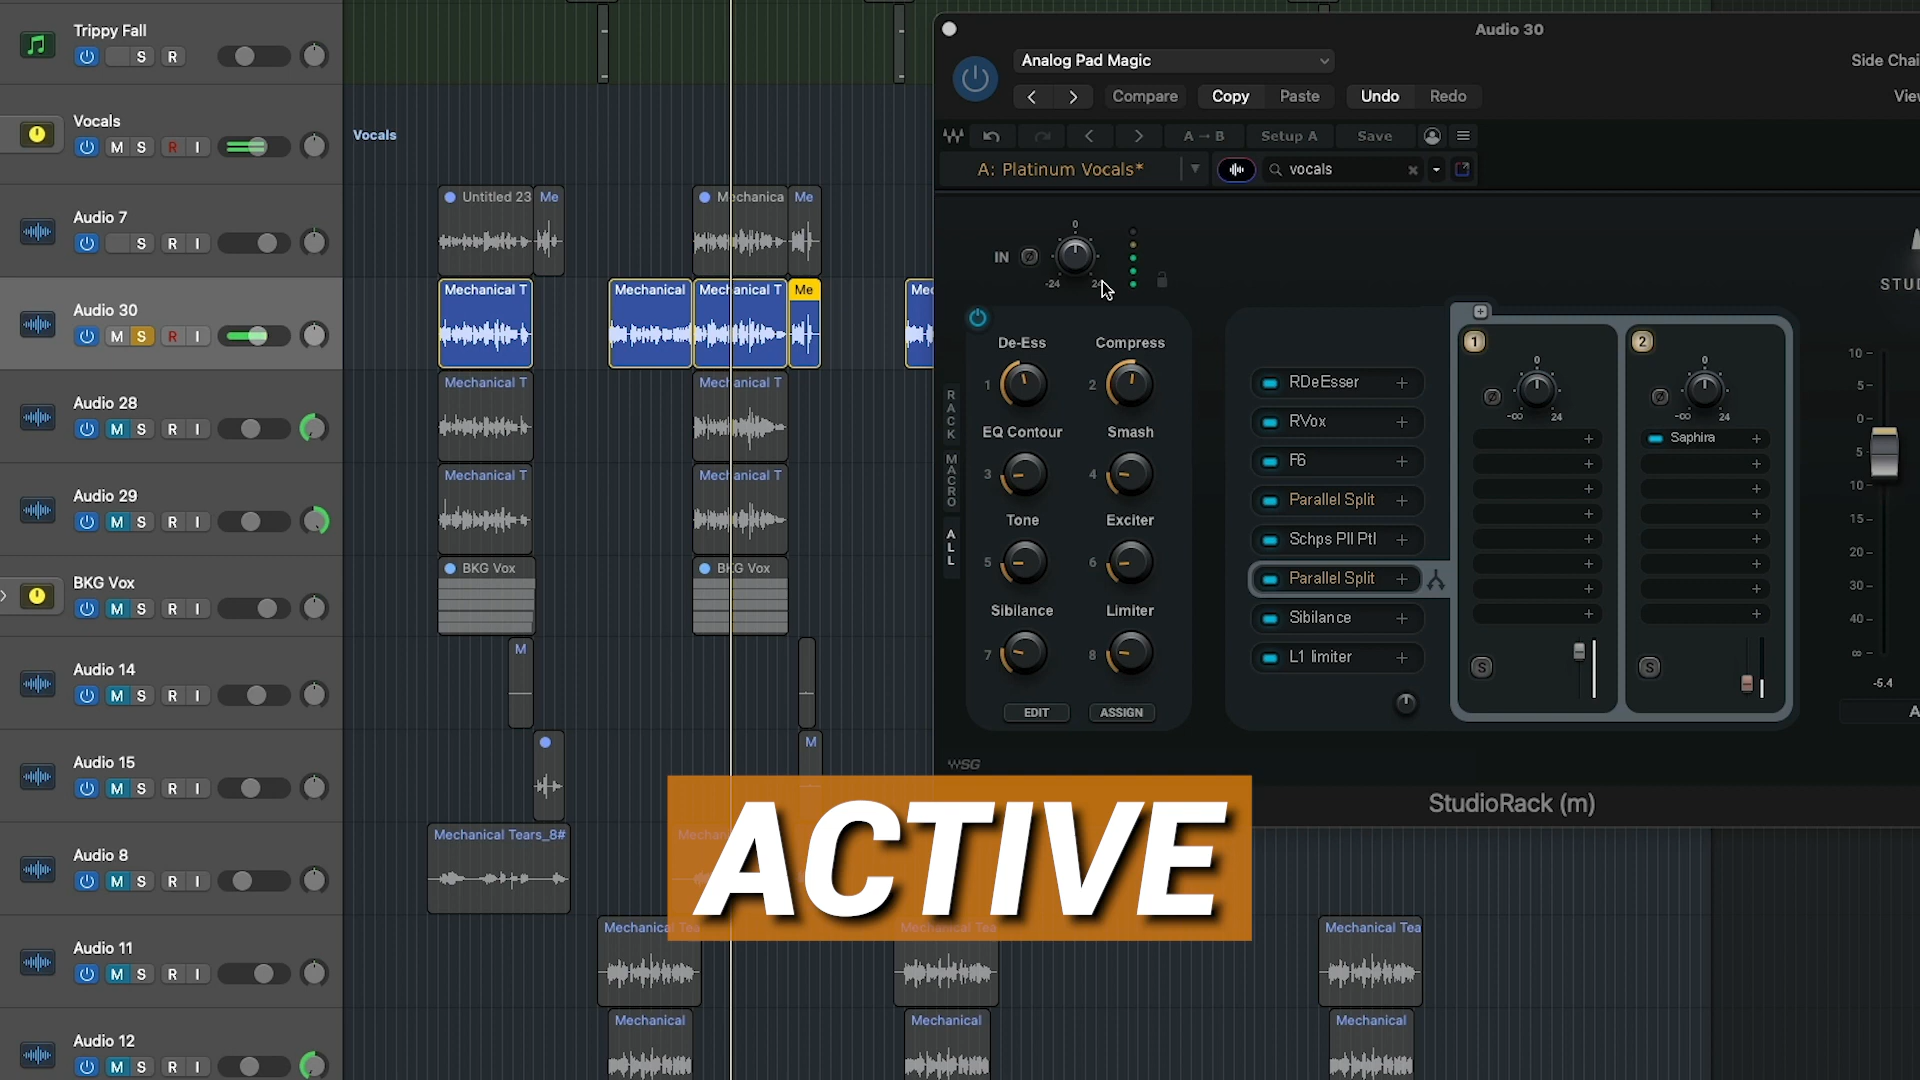 Trippy Fall
S R
Vocals
M S R I
Audio 7
S R I
Audio 30
M S R I
Audio 28
M S R I
Audio 29
M S R I
BKG Vox
M S R I
Audio 14
M S R I
Audio 15
M S R I
Audio 8
M S R I
Audio 11
M S R I
Audio 12
M S R I
Vocals
Untitled 23 Me Mechanica Me
Mechanical T Mechanical Mechanical T Me Mec
Mechanical T Mechanical T
Mechanical T Mechanical T
BKG Vox BKG Vox
M
M
Mechanical Tears_8# Mechan
Mechanical Tea Mechanical Tea Mechanical Tea
Mechanical Mechanical Mechanical
Audio 30
Analog Pad Magic Side Chai
Compare Copy Paste Undo Redo View
A→B Setup A Save
A: Platinum Vocals* vocals
IN 0 -24 24
STUD
RACK
MACRO
ALL
De-Ess Compress
1 2
EQ Contour Smash
3 4
Tone Exciter
5 6
Sibilance Limiter
7 8
EDIT ASSIGN
RDeEsser +
RVox +
F6 +
Parallel Split +
Schps Pll Ptl +
Parallel Split +
Sibilance +
L1 limiter +
1 2
0 0
-∞ 24 -∞ 24
Saphira +
S S
10
5
0
5
10
15
20
30
40
∞
-5.4
A
WSG
StudioRack (m)
ACTIVE